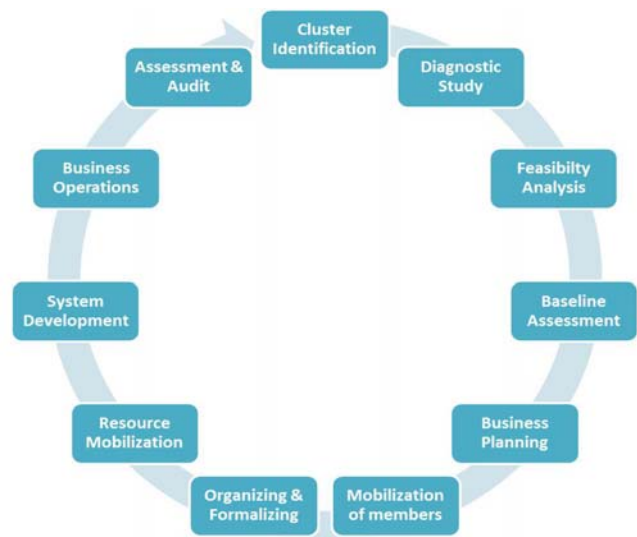 Cluster
Identification
Diagnostic
Study
Feasibilty
Analysis
Baseline
Assessment
Business
Planning
Mobilization
of members
Organizing &
Formalizing
Resource
Mobilization
System
Development
Business
Operations
Assessment &
Audit